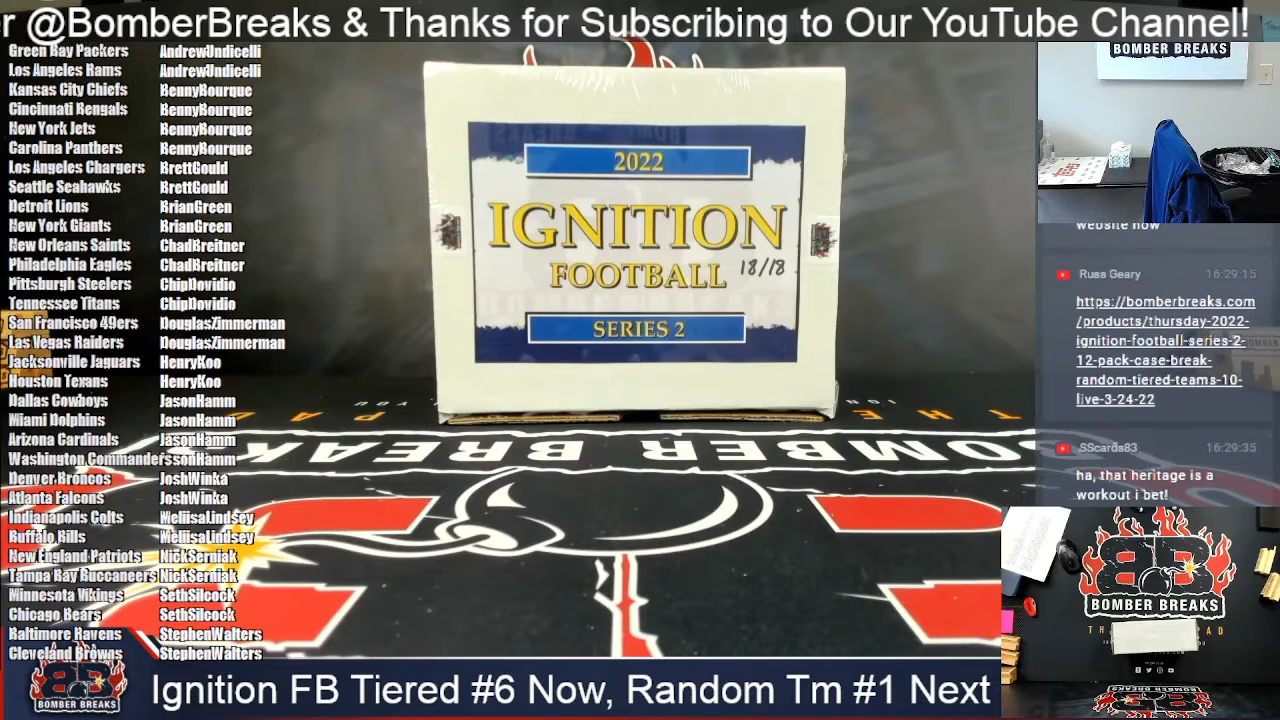 r @BomberBreaks & Thanks for Subscribing to Our YouTube Channel!
Green Bay Packers AndrewUndicelli
Los Angeles Rams AndrewUndicelli
Kansas City Chiefs BennyBourque
Cincinnati Bengals BennyBourque
New York Jets BennyBourque
Carolina Panthers BennyBourque
Los Angeles Chargers BrettGould
Seattle Seahawks BrettGould
Detroit Lions BrianGreen
New York Giants BrianGreen
New Orleans Saints ChadBreitner
Philadelphia Eagles ChadBreitner
Pittsburgh Steelers ChipDovidio
Tennessee Titans ChipDovidio
San Francisco 49ers DouglasZimmerman
Las Vegas Raiders DouglasZimmerman
Jacksonville Jaguars HenryKoo
Houston Texans HenryKoo
Dallas Cowboys JasonHamm
Miami Dolphins JasonHamm
Arizona Cardinals JasonHamm
Washington CommandersssonHamm
Denver Broncos JoshWinka
Atlanta Falcons JoshWinka
Indianapolis Colts MeliisaLindsey
Buffalo Bills MeliisaLindsey
New England Patriots NickSerniak
Tampa Bay Buccaneers NickSerniak
Minnesota Vikings SethSilcock
Chicago Bears SethSilcock
Baltimore Ravens StephenWalters
Cleveland Browns StephenWalters
2022
IGNITION
FOOTBALL 18/18
SERIES 2
BOMBER BREAK
BOMBER BREAKS
website now
Russ Geary 16:29:15
https://bomberbreaks.com
/products/thursday-2022-
ignition-football-series-2-
12-pack-case-break-
random-tiered-teams-10-
live-3-24-22
SScards83 16:29:35
ha, that heritage is a
workout i bet!
BOMBER BREAKS
BOMBER BREAKS
BOMBER BREAKS
Ignition FB Tiered #6 Now, Random Tm #1 Next